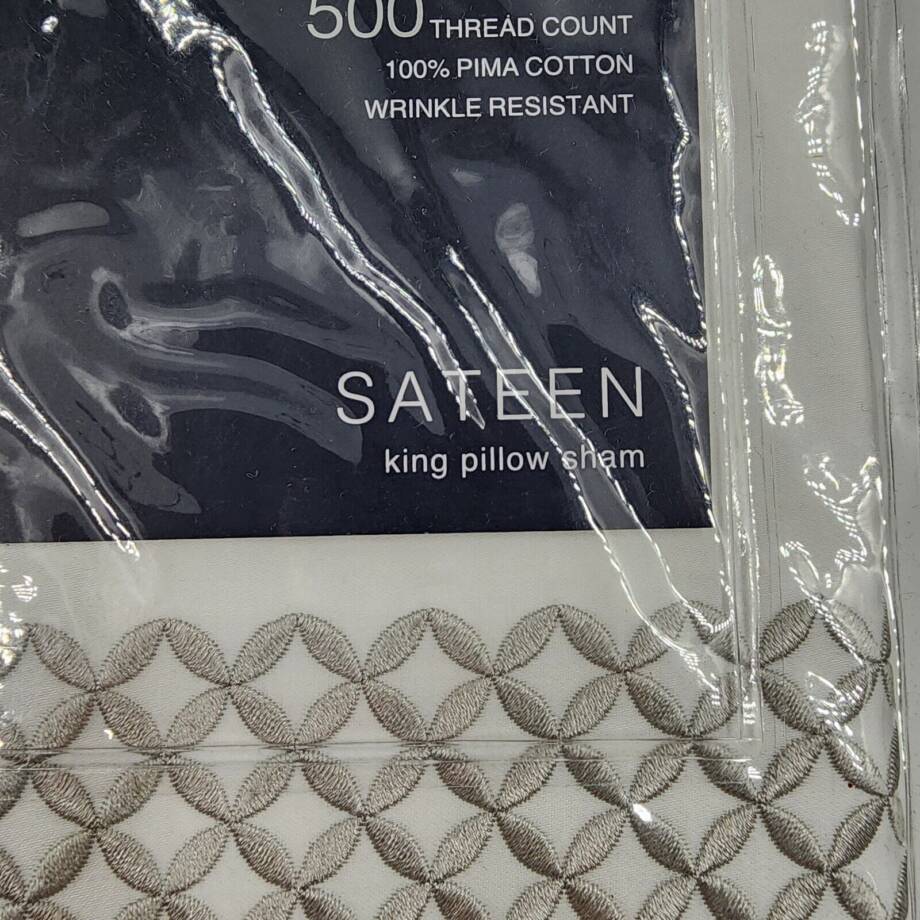 500 THREAD COUNT
100% PIMA COTTON
WRINKLE RESISTANT
SATEEN
king pillow sham